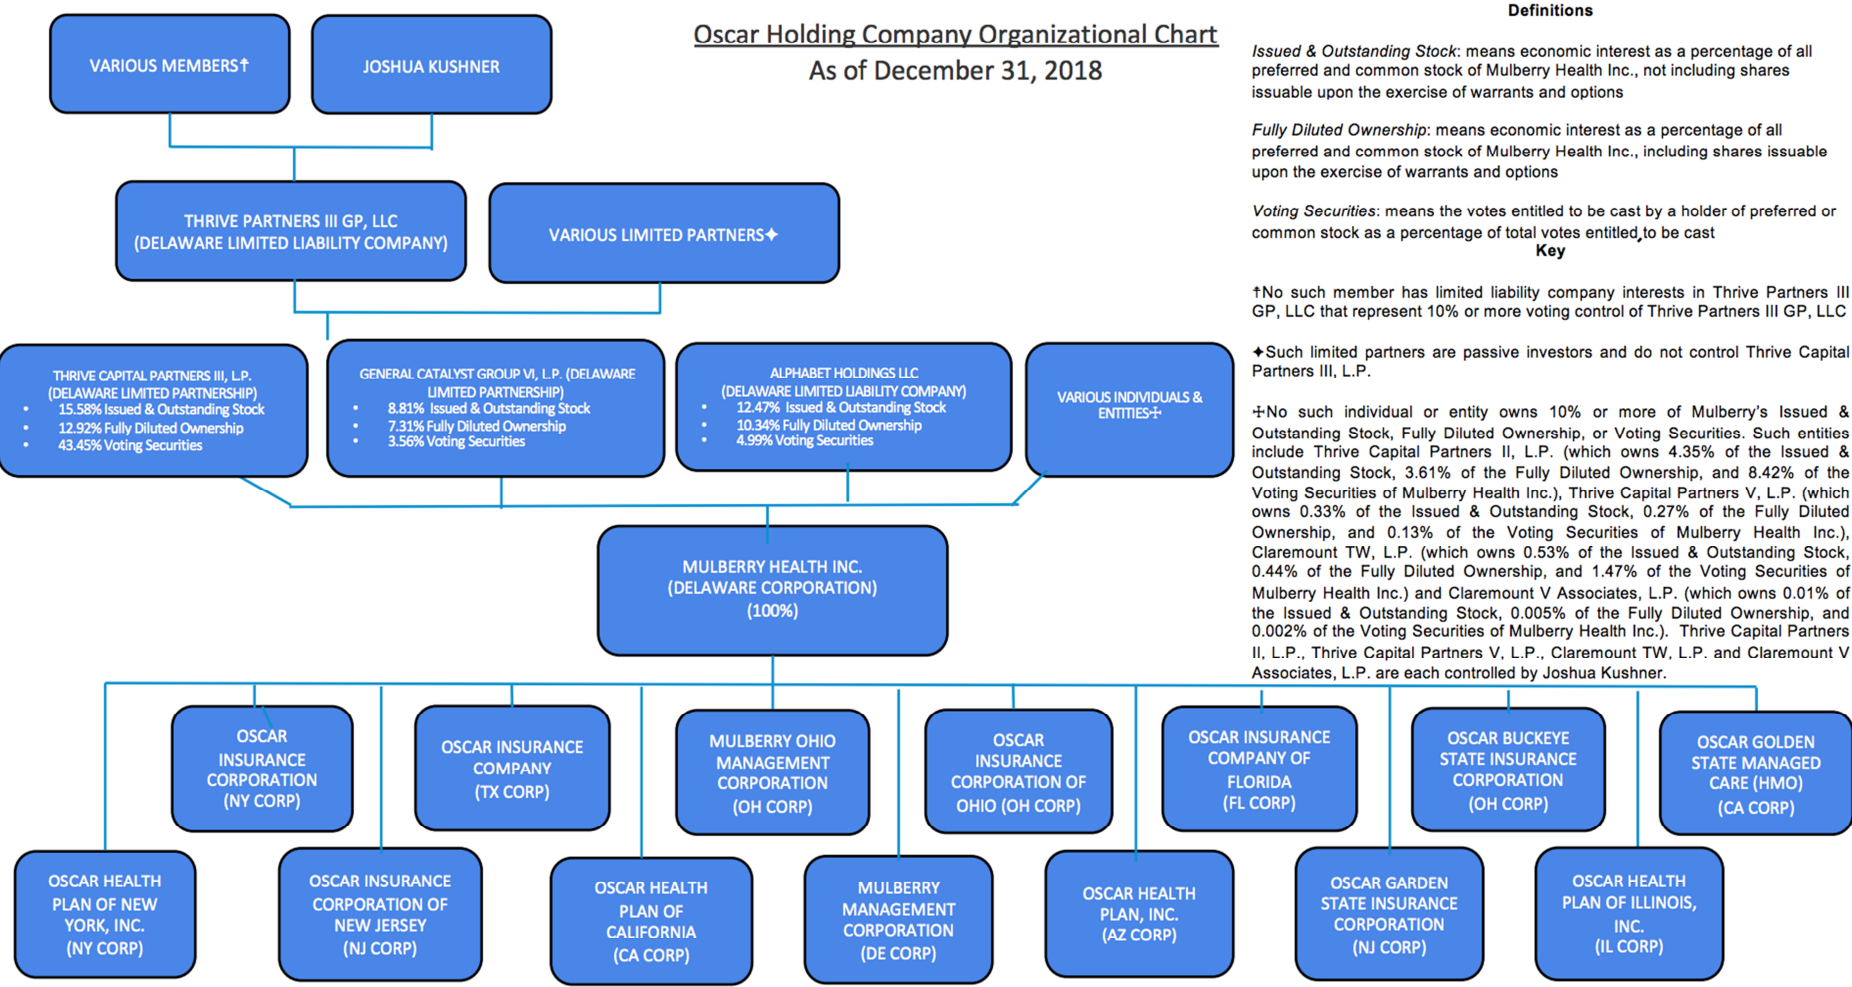 Oscar Holding Company Organizational Chart
As of December 31, 2018
VARIOUS MEMBERS☨
JOSHUA KUSHNER
THRIVE PARTNERS III GP, LLC
(DELAWARE LIMITED LIABILITY COMPANY)
VARIOUS LIMITED PARTNERS✦
THRIVE CAPITAL PARTNERS III, L.P.
(DELAWARE LIMITED PARTNERSHIP)
• 15.58% Issued & Outstanding Stock
• 12.92% Fully Diluted Ownership
• 43.45% Voting Securities
GENERAL CATALYST GROUP VI, L.P. (DELAWARE
LIMITED PARTNERSHIP)
• 8.81% Issued & Outstanding Stock
• 7.31% Fully Diluted Ownership
• 3.56% Voting Securities
ALPHABET HOLDINGS LLC
(DELAWARE LIMITED LIABILITY COMPANY)
• 12.47% Issued & Outstanding Stock
• 10.34% Fully Diluted Ownership
• 4.99% Voting Securities
VARIOUS INDIVIDUALS &
ENTITIES☩
MULBERRY HEALTH INC.
(DELAWARE CORPORATION)
(100%)
OSCAR
INSURANCE
CORPORATION
(NY CORP)
OSCAR INSURANCE
COMPANY
(TX CORP)
MULBERRY OHIO
MANAGEMENT
CORPORATION
(OH CORP)
OSCAR
INSURANCE
CORPORATION OF
OHIO (OH CORP)
OSCAR INSURANCE
COMPANY OF
FLORIDA
(FL CORP)
OSCAR BUCKEYE
STATE INSURANCE
CORPORATION
(OH CORP)
OSCAR GOLDEN
STATE MANAGED
CARE (HMO)
(CA CORP)
OSCAR HEALTH
PLAN OF NEW
YORK, INC.
(NY CORP)
OSCAR INSURANCE
CORPORATION OF
NEW JERSEY
(NJ CORP)
OSCAR HEALTH
PLAN OF
CALIFORNIA
(CA CORP)
MULBERRY
MANAGEMENT
CORPORATION
(DE CORP)
OSCAR HEALTH
PLAN, INC.
(AZ CORP)
OSCAR GARDEN
STATE INSURANCE
CORPORATION
(NJ CORP)
OSCAR HEALTH
PLAN OF ILLINOIS,
INC.
(IL CORP)
Definitions
Issued & Outstanding Stock: means economic interest as a percentage of all
preferred and common stock of Mulberry Health Inc., not including shares
issuable upon the exercise of warrants and options
Fully Diluted Ownership: means economic interest as a percentage of all
preferred and common stock of Mulberry Health Inc., including shares issuable
upon the exercise of warrants and options
Voting Securities: means the votes entitled to be cast by a holder of preferred or
common stock as a percentage of total votes entitled to be cast
Key
☨No such member has limited liability company interests in Thrive Partners III
GP, LLC that represent 10% or more voting control of Thrive Partners III GP, LLC
✦Such limited partners are passive investors and do not control Thrive Capital
Partners III, L.P.
☩No such individual or entity owns 10% or more of Mulberry's Issued &
Outstanding Stock, Fully Diluted Ownership, or Voting Securities. Such entities
include Thrive Capital Partners II, L.P. (which owns 4.35% of the Issued &
Outstanding Stock, 3.61% of the Fully Diluted Ownership, and 8.42% of the
Voting Securities of Mulberry Health Inc.), Thrive Capital Partners V, L.P. (which
owns 0.33% of the Issued & Outstanding Stock, 0.27% of the Fully Diluted
Ownership, and 0.13% of the Voting Securities of Mulberry Health Inc.),
Claremount TW, L.P. (which owns 0.53% of the Issued & Outstanding Stock,
0.44% of the Fully Diluted Ownership, and 1.47% of the Voting Securities of
Mulberry Health Inc.) and Claremount V Associates, L.P. (which owns 0.01% of
the Issued & Outstanding Stock, 0.005% of the Fully Diluted Ownership, and
0.002% of the Voting Securities of Mulberry Health Inc.). Thrive Capital Partners
II, L.P., Thrive Capital Partners V, L.P., Claremount TW, L.P. and Claremount V
Associates, L.P. are each controlled by Joshua Kushner.